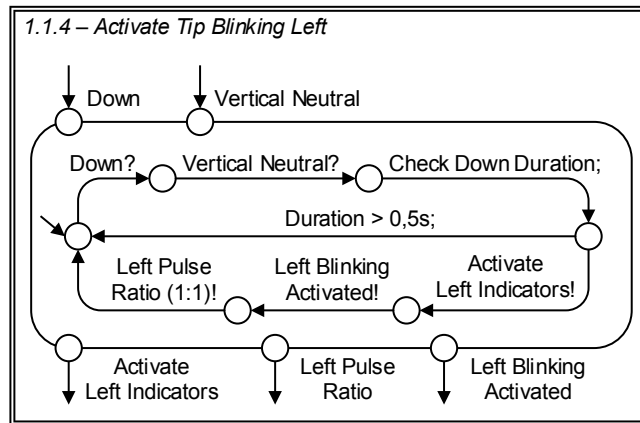 1.1.4 – Activate Tip Blinking Left
Down
Vertical Neutral
Down?
Vertical Neutral?
Check Down Duration;
Duration > 0,5s;
Left Pulse
Ratio (1:1)!
Left Blinking
Activated!
Activate
Left Indicators!
Activate
Left Indicators
Left Pulse
Ratio
Left Blinking
Activated